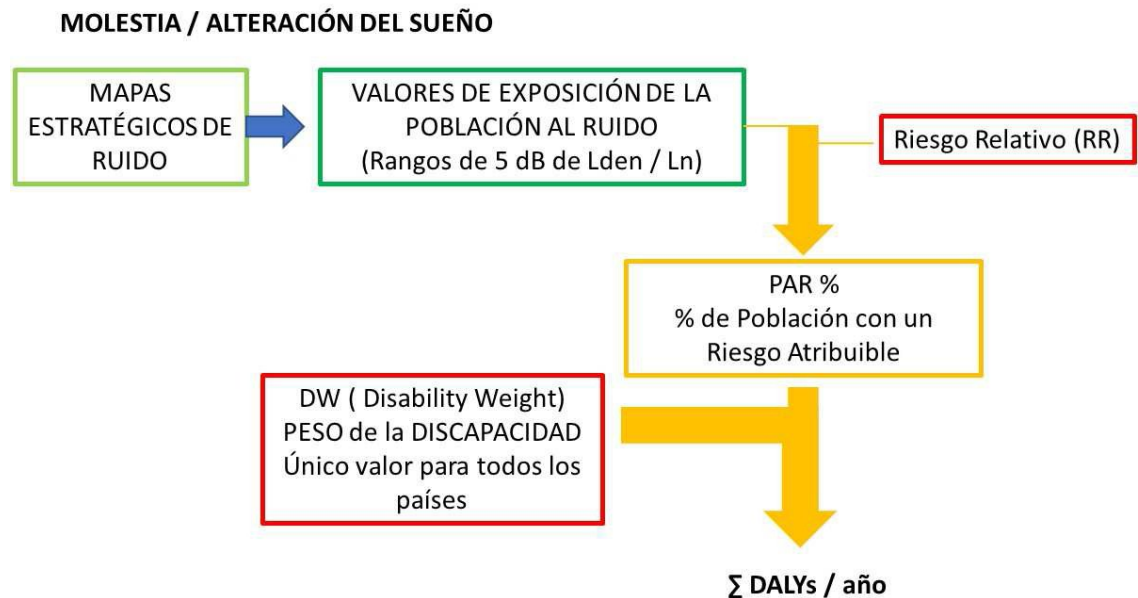 MOLESTIA / ALTERACIÓN DEL SUEÑO
MAPAS
ESTRATÉGICOS DE
RUIDO
VALORES DE EXPOSICIÓN DE LA
POBLACIÓN AL RUIDO
(Rangos de 5 dB de Lden / Ln)
Riesgo Relativo (RR)
PAR %
% de Población con un
Riesgo Atribuible
DW ( Disability Weight)
PESO de la DISCAPACIDAD
Único valor para todos los
países
∑ DALYs / año